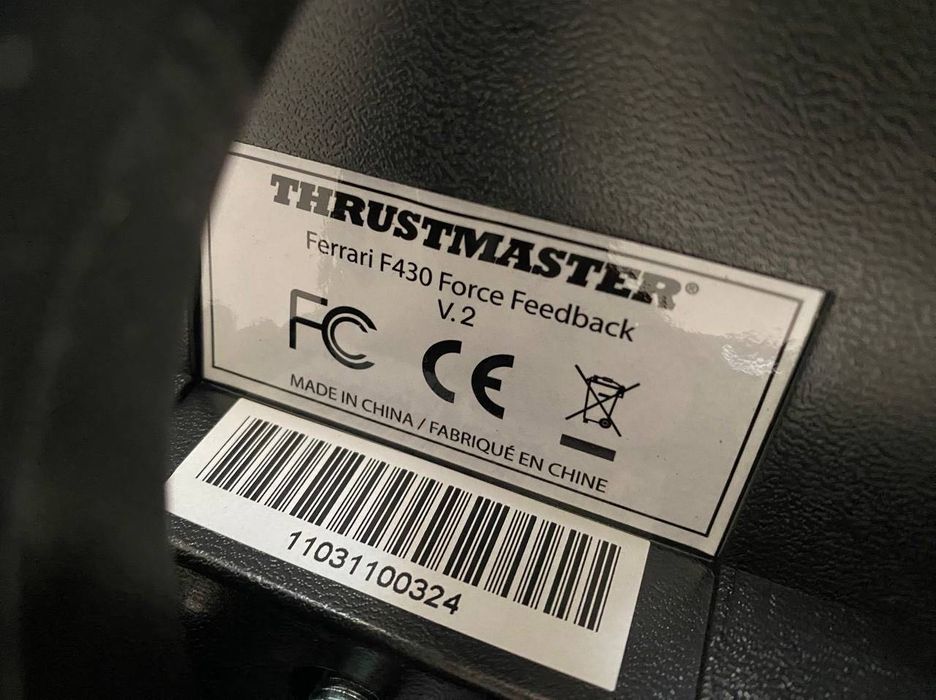 THRUSTMASTER®
Ferrari F430 Force Feedback
V.2
FC CE
MADE IN CHINA / FABRIQUÉ EN CHINE
11031100324